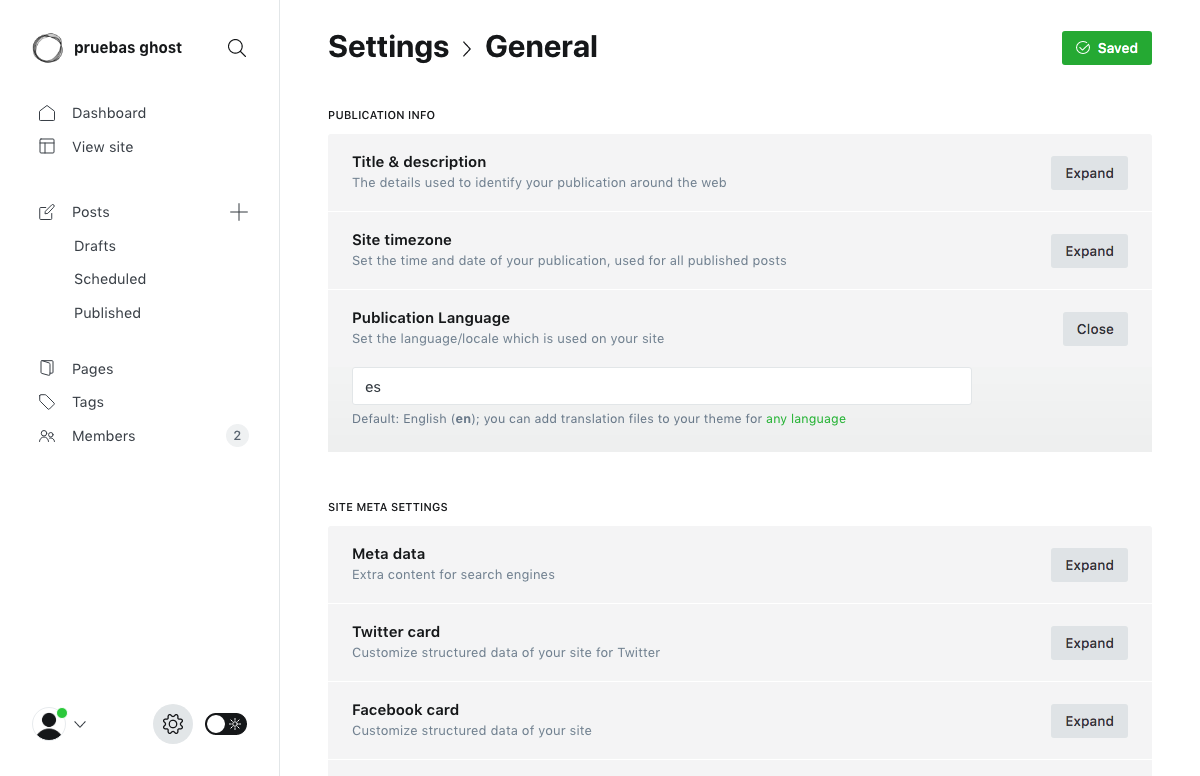 pruebas ghost
Dashboard
View site
Posts
Drafts
Scheduled
Published
Pages
Tags
Members
2
Settings > General
Saved
PUBLICATION INFO
Title & description
The details used to identify your publication around the web
Expand
Site timezone
Set the time and date of your publication, used for all published posts
Expand
Publication Language
Set the language/locale which is used on your site
Close
es
Default: English (en); you can add translation files to your theme for any language
SITE META SETTINGS
Meta data
Extra content for search engines
Expand
Twitter card
Customize structured data of your site for Twitter
Expand
Facebook card
Customize structured data of your site
Expand